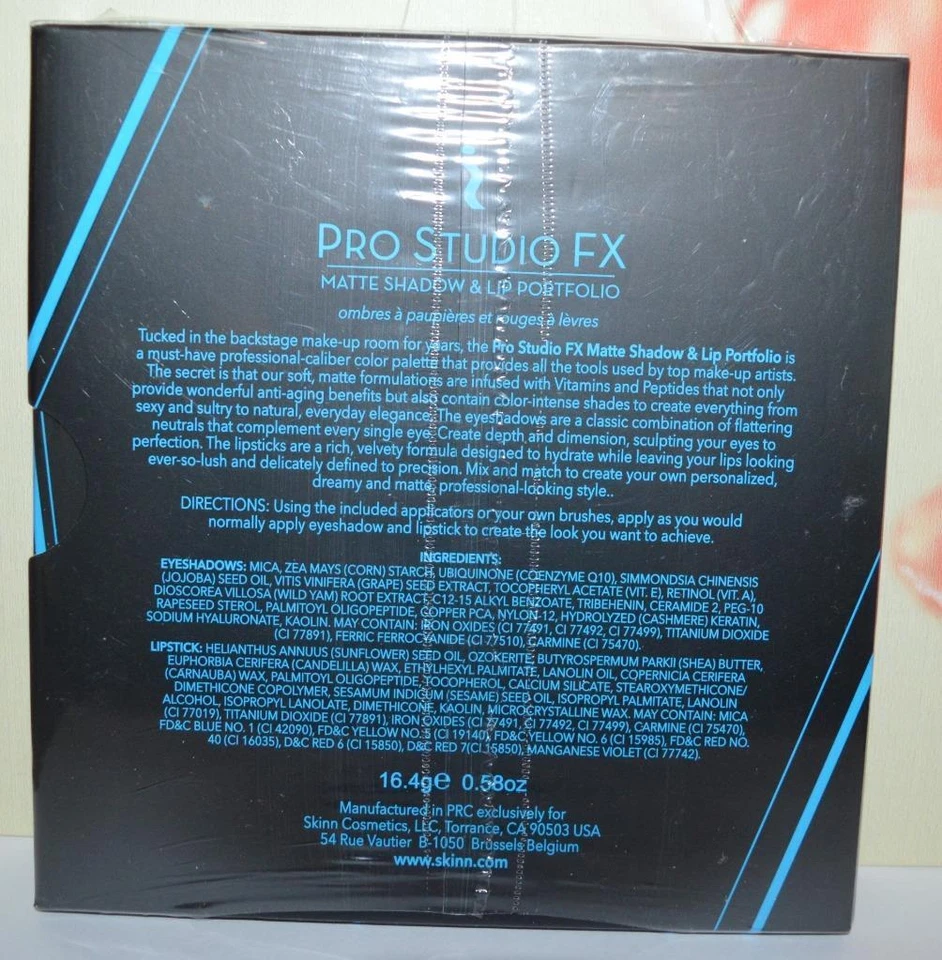 PRO STUDIO FX
MATTE SHADOW & LIP PORTFOLIO
ombres à paupières et rouges à lèvres
Tucked in the backstage make-up room for years, the Pro Studio FX Matte Shadow & Lip Portfolio is
a must-have professional-caliber color palette that provides all the tools used by top make-up artists.
The secret is that our soft, matte formulations are infused with Vitamins and Peptides that not only
provide wonderful anti-aging benefits but also contain color-intense shades to create everything from
sexy and sultry to natural, everyday elegance. The eyeshadows are a classic combination of flattering
neutrals that complement every single eye. Create depth and dimension, sculpting your eyes to
perfection. The lipsticks are a rich, velvety formula designed to hydrate while leaving your lips looking
ever-so-lush and delicately defined to precision. Mix and match to create your own personalized,
dreamy and matte, professional-looking style..
DIRECTIONS: Using the included applicators or your own brushes, apply as you would
normally apply eyeshadow and lipstick to create the look you want to achieve.
INGREDIENTS:
EYESHADOWS: MICA, ZEA MAYS (CORN) STARCH, UBIQUINONE (COENZYME Q10), SIMMONDSIA CHINENSIS
(JOJOBA) SEED OIL, VITIS VINIFERA (GRAPE) SEED EXTRACT, TOCOPHERYL ACETATE (VIT. E), RETINOL (VIT. A),
DIOSCOREA VILLOSA (WILD YAM) ROOT EXTRACT, C12-15 ALKYL BENZOATE, TRIBEHENIN, CERAMIDE 2, PEG-10
RAPESEED STEROL, PALMITOYL OLIGOPEPTIDE, COPPER PCA, NYLON-12, HYDROLYZED (CASHMERE) KERATIN,
SODIUM HYALURONATE, KAOLIN. MAY CONTAIN: IRON OXIDES (CI 77491, CI 77492, CI 77499), TITANIUM DIOXIDE
(CI 77891), FERRIC FERROCYANIDE (CI 77510), CARMINE (CI 75470).
LIPSTICK: HELIANTHUS ANNUUS (SUNFLOWER) SEED OIL, OZOKERITE, BUTYROSPERMUM PARKII (SHEA) BUTTER,
EUPHORBIA CERIFERA (CANDELILLA) WAX, ETHYLHEXYL PALMITATE, LANOLIN OIL, COPERNICIA CERIFERA
(CARNAUBA) WAX, PALMITOYL OLIGOPEPTIDE, TOCOPHEROL, CALCIUM SILICATE, STEAROXYMETHICONE/
DIMETHICONE COPOLYMER, SESAMUM INDICUM (SESAME) SEED OIL, ISOPROPYL PALMITATE, LANOLIN
ALCOHOL, ISOPROPYL LANOLATE, DIMETHICONE, KAOLIN, MICROCRYSTALLINE WAX. MAY CONTAIN: MICA
(CI 77019), TITANIUM DIOXIDE (CI 77891), IRON OXIDES (CI 77491, CI 77492, CI 77499), CARMINE (CI 75470),
FD&C BLUE NO. 1 (CI 42090), FD&C YELLOW NO. 5 (CI 19140), FD&C YELLOW NO. 6 (CI 15985), FD&C RED NO.
40 (CI 16035), D&C RED 6 (CI 15850), D&C RED 7(CI 15850), MANGANESE VIOLET (CI 77742).
16.4g℮ 0.58oz
Manufactured in PRC exclusively for
Skinn Cosmetics, LLC, Torrance, CA 90503 USA
54 Rue Vautier B-1050 Brussels Belgium
www.skinn.com